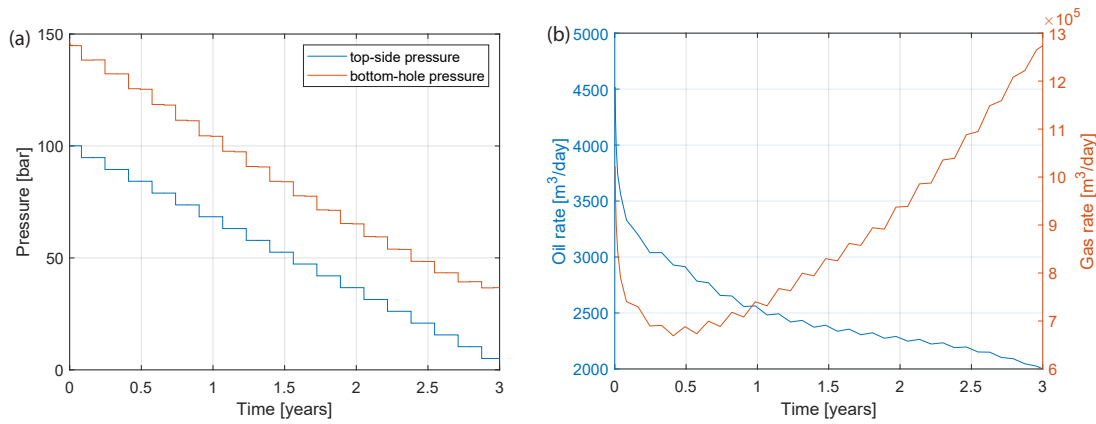 (a)
150
100
50
0
Pressure [bar]
top-side pressure
bottom-hole pressure
0 0.5 1 1.5 2 2.5 3
Time [years]
(b)
5000
4500
4000
3500
3000
2500
2000
Oil rate [m³/day]
×10⁵
13
12
11
10
9
8
7
6
Gas rate [m³/day]
0 0.5 1 1.5 2 2.5 3
Time [years]